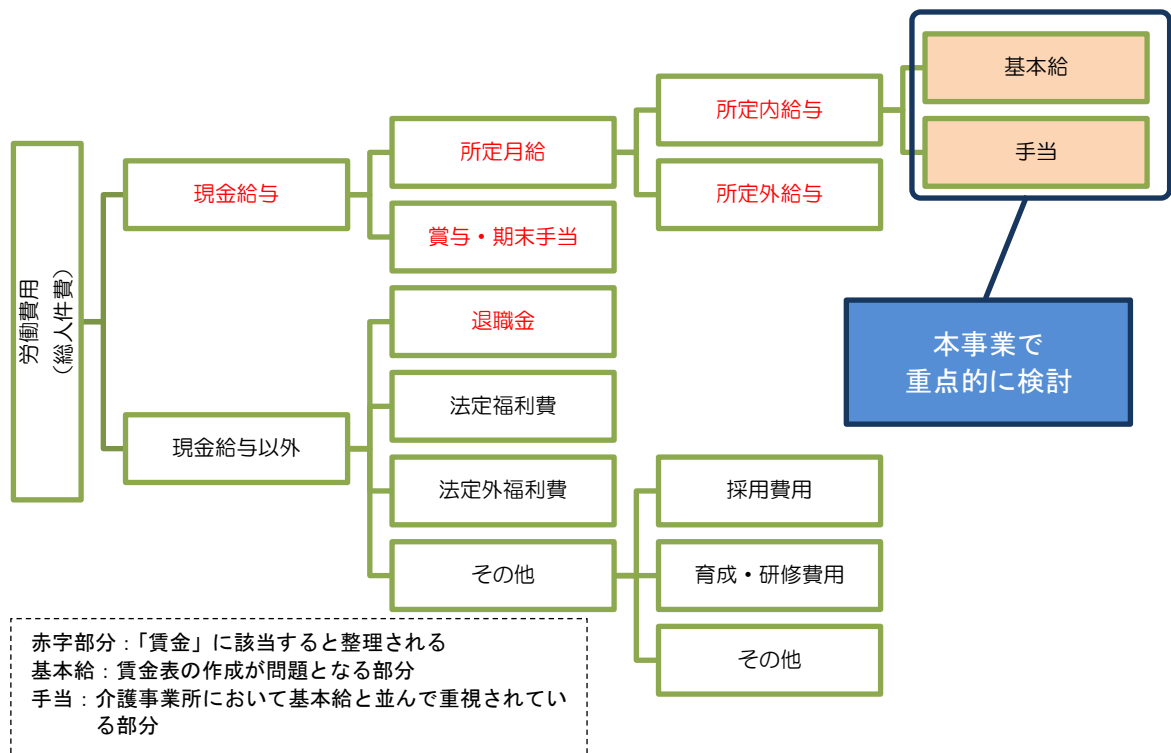 労働費用
（総人件費）
現金給与
所定月給
所定内給与
基本給
手当
所定外給与
賞与・期末手当
本事業で
重点的に検討
現金給与以外
退職金
法定福利費
法定外福利費
その他
採用費用
育成・研修費用
その他
赤字部分：「賃金」に該当すると整理される
基本給：賃金表の作成が問題となる部分
手当：介護事業所において基本給と並んで重視されてい
る部分